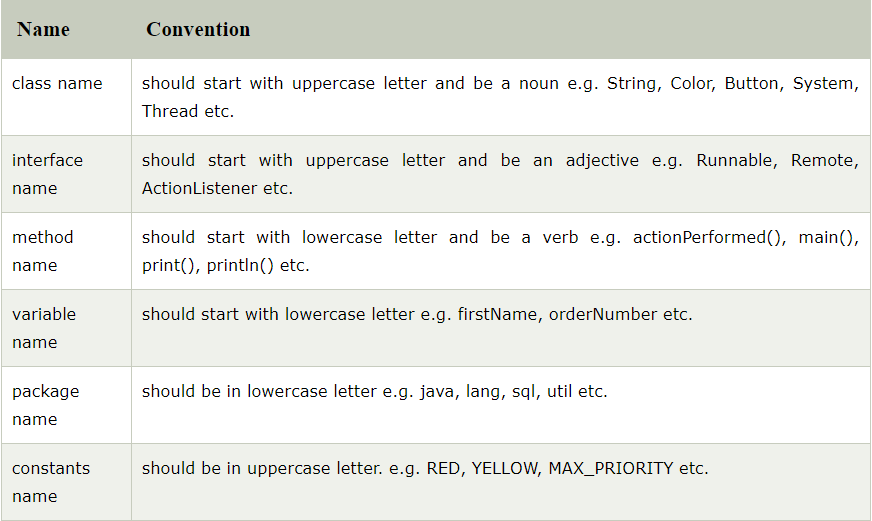 Name Convention
class name should start with uppercase letter and be a noun e.g. String, Color, Button, System,
Thread etc.
interface should start with uppercase letter and be an adjective e.g. Runnable, Remote,
name ActionListener etc.
method should start with lowercase letter and be a verb e.g. actionPerformed(), main(),
name print(), println() etc.
variable should start with lowercase letter e.g. firstName, orderNumber etc.
name
package should be in lowercase letter e.g. java, lang, sql, util etc.
name
constants should be in uppercase letter. e.g. RED, YELLOW, MAX_PRIORITY etc.
name